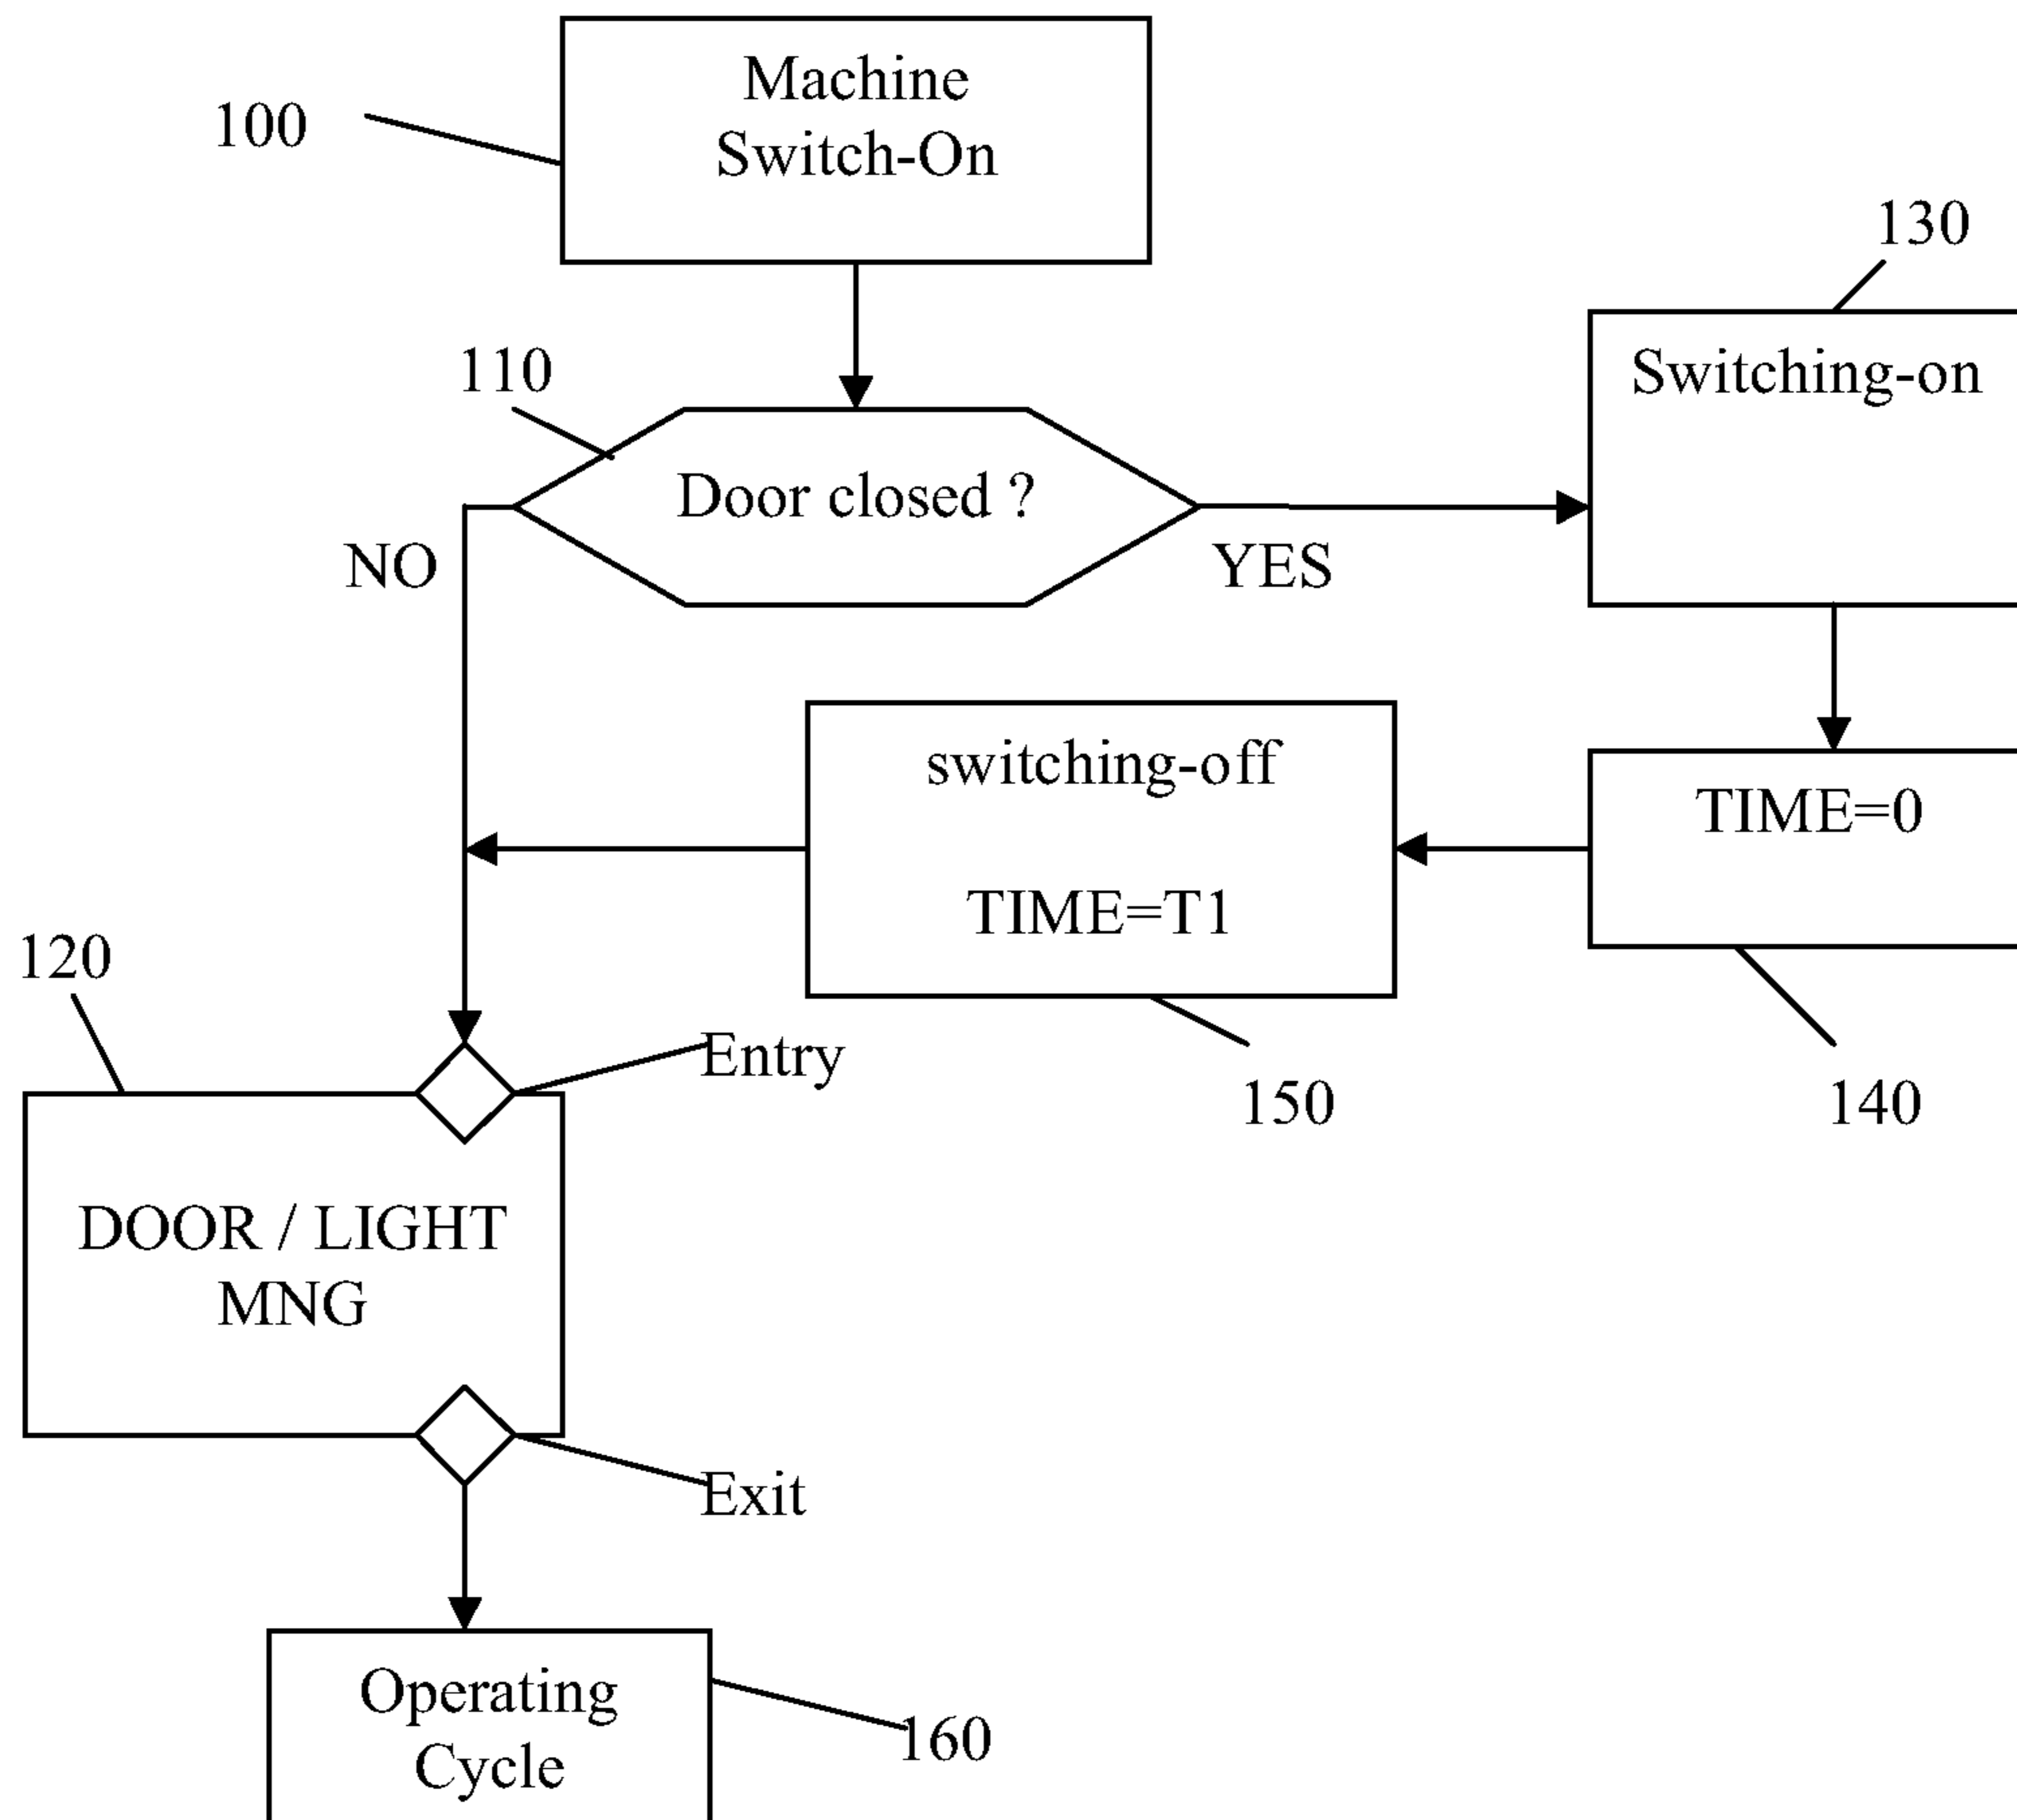 Machine
Switch-On
100
130
Switching-on
110
Door closed ?
NO
YES
switching-off
TIME=T1
TIME=0
120
Entry
150
140
DOOR / LIGHT
MNG
Exit
Operating
Cycle
160